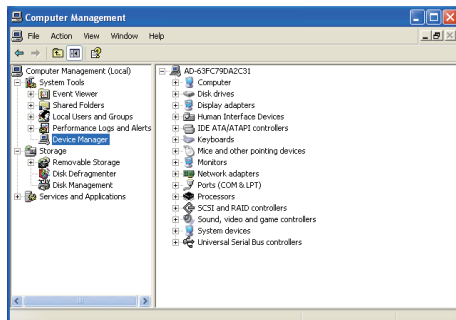 Computer Management
File Action View Window Help
Computer Management (Local)
System Tools
Event Viewer
Shared Folders
Local Users and Groups
Performance Logs and Alerts
Device Manager
Storage
Removable Storage
Disk Defragmenter
Disk Management
Services and Applications
AD-63FC79DA2C31
Computer
Disk drives
Display adapters
Human Interface Devices
IDE ATA/ATAPI controllers
Keyboards
Mice and other pointing devices
Monitors
Network adapters
Ports (COM & LPT)
Processors
SCSI and RAID controllers
Sound, video and game controllers
System devices
Universal Serial Bus controllers